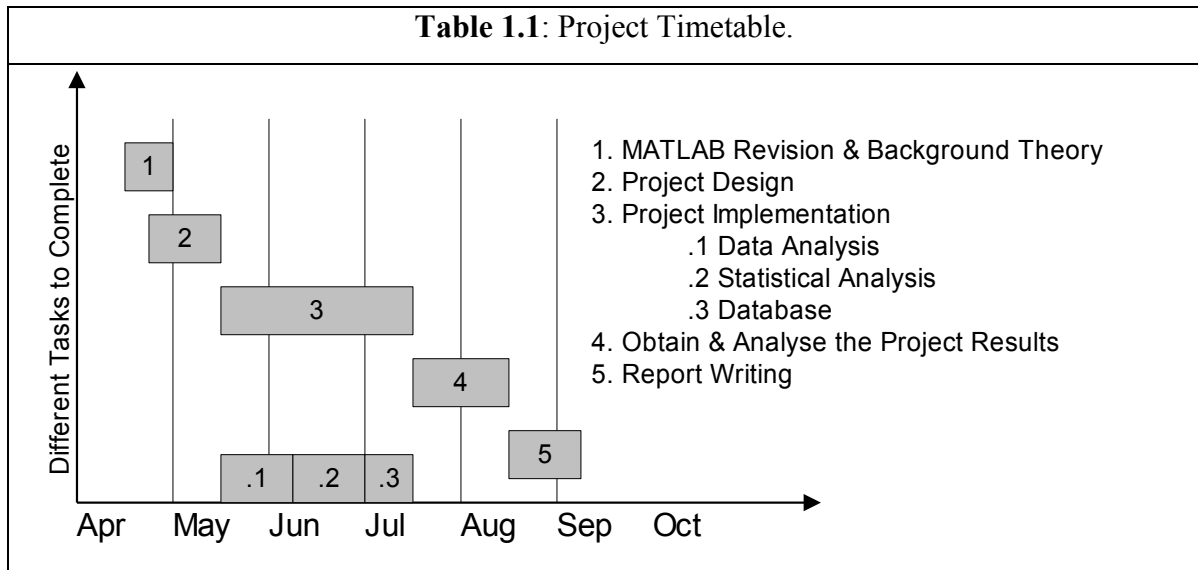 Table 1.1: Project Timetable.
Different Tasks to Complete
1
2
3
4
5
.1 .2 .3
Apr May Jun Jul Aug Sep Oct
1. MATLAB Revision & Background Theory
2. Project Design
3. Project Implementation
.1 Data Analysis
.2 Statistical Analysis
.3 Database
4. Obtain & Analyse the Project Results
5. Report Writing